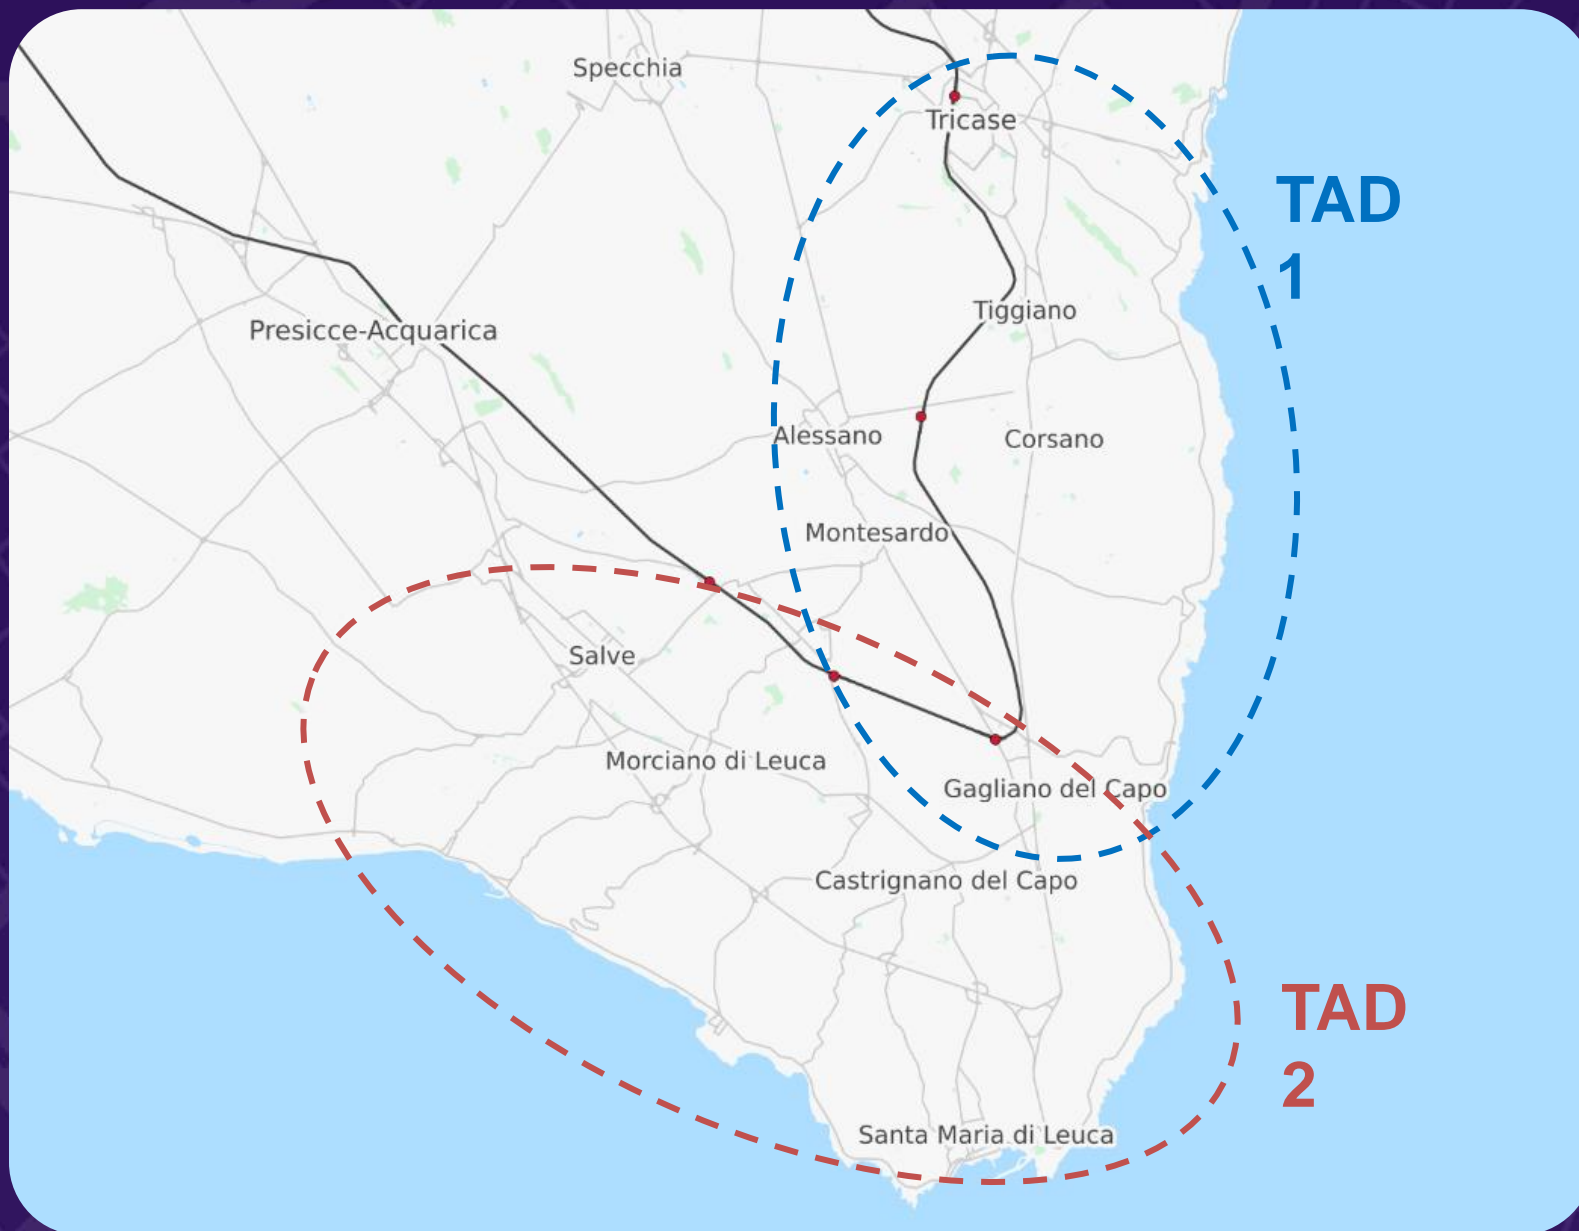 Specchia
Tricase
TAD
1
Tiggiano
Presicce-Acquarica
Alessano
Corsano
Montesardo
Salve
Morciano di Leuca
Gagliano del Capo
Castrignano del Capo
TAD
2
Santa Maria di Leuca